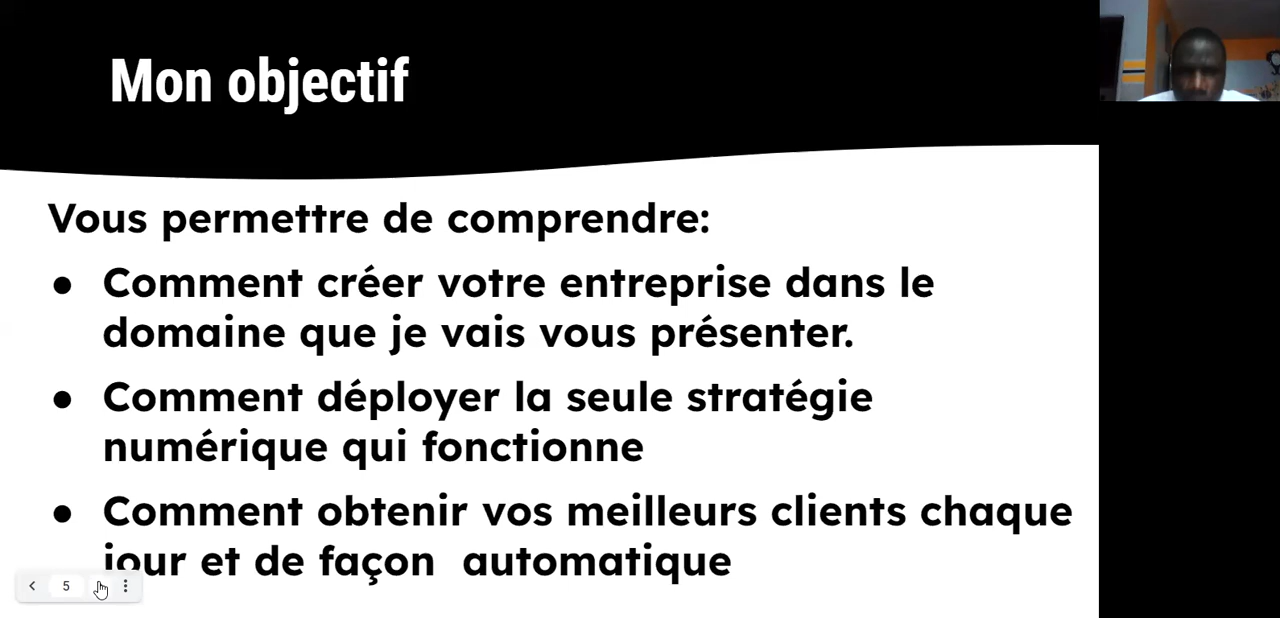 Mon objectif
Vous permettre de comprendre:
● Comment créer votre entreprise dans le
domaine que je vais vous présenter.
● Comment déployer la seule stratégie
numérique qui fonctionne
● Comment obtenir vos meilleurs clients chaque
jour et de façon  automatique
5